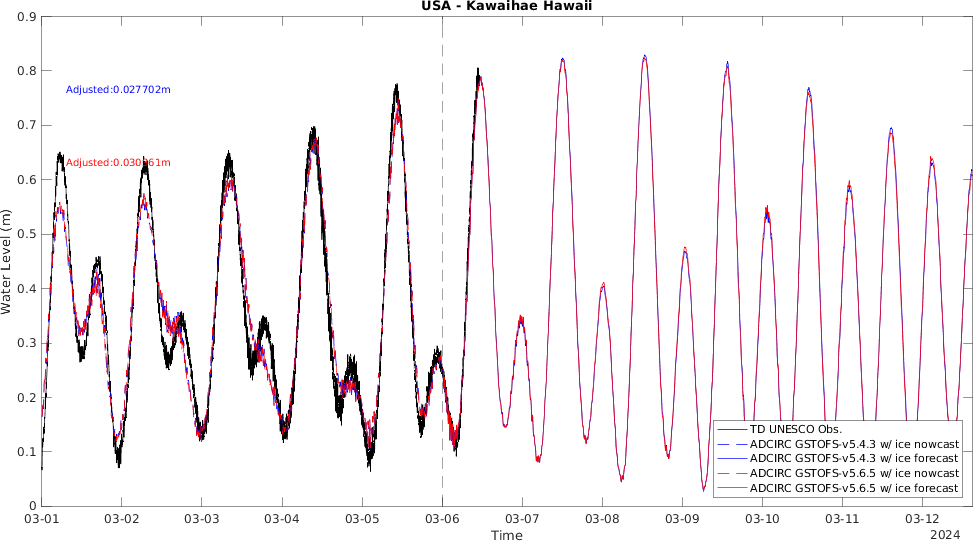 USA - Kawaihae Hawaii
0.9
0.8
0.7
0.6
0.5
0.4
0.3
0.2
0.1
0
Water Level (m)
Adjusted:0.027702m
TD UNESCO Obs.
ADCIRC GSTOFS-v5.4.3 w/ ice nowcast
ADCIRC GSTOFS-v5.4.3 w/ ice forecast
ADCIRC GSTOFS-v5.6.5 w/ ice nowcast
ADCIRC GSTOFS-v5.6.5 w/ ice forecast
03-01 03-02 03-03 03-04 03-05 03-06 03-07 03-08 03-09 03-10 03-11 03-12
Time
2024